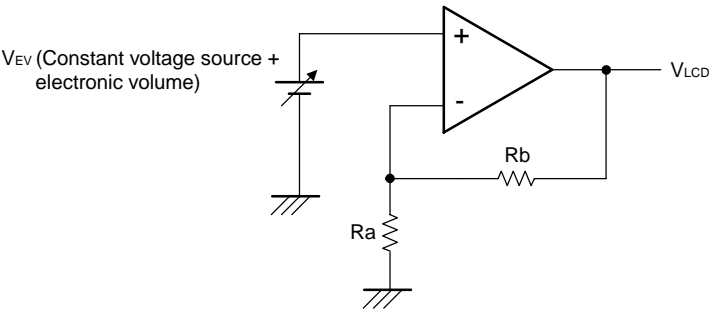 VEV (Constant voltage source +
electronic volume)
+
-
VLCD
Rb
Ra